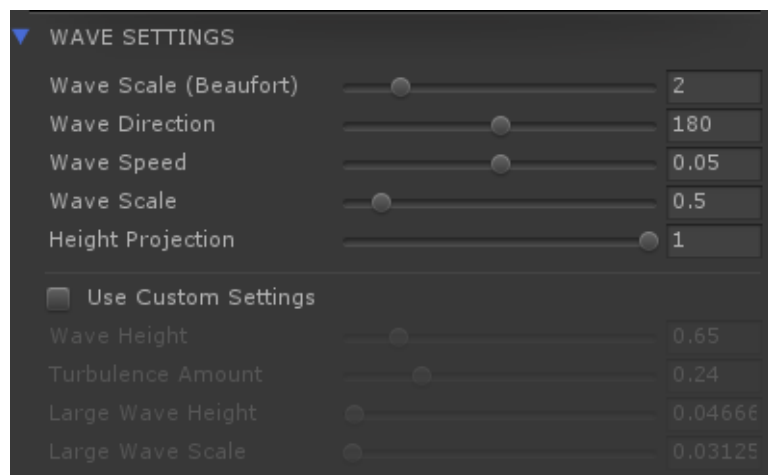 WAVE SETTINGS
Wave Scale (Beaufort) 2
Wave Direction 180
Wave Speed 0.05
Wave Scale 0.5
Height Projection 1
Use Custom Settings
Wave Height 0.65
Turbulence Amount 0.24
Large Wave Height 0.04666
Large Wave Scale 0.03125